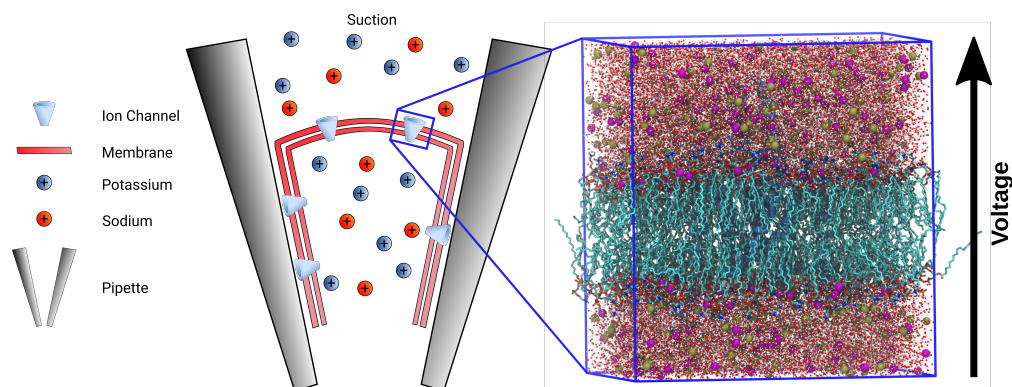 Suction
Ion Channel
Membrane
Potassium
Sodium
Pipette
Voltage